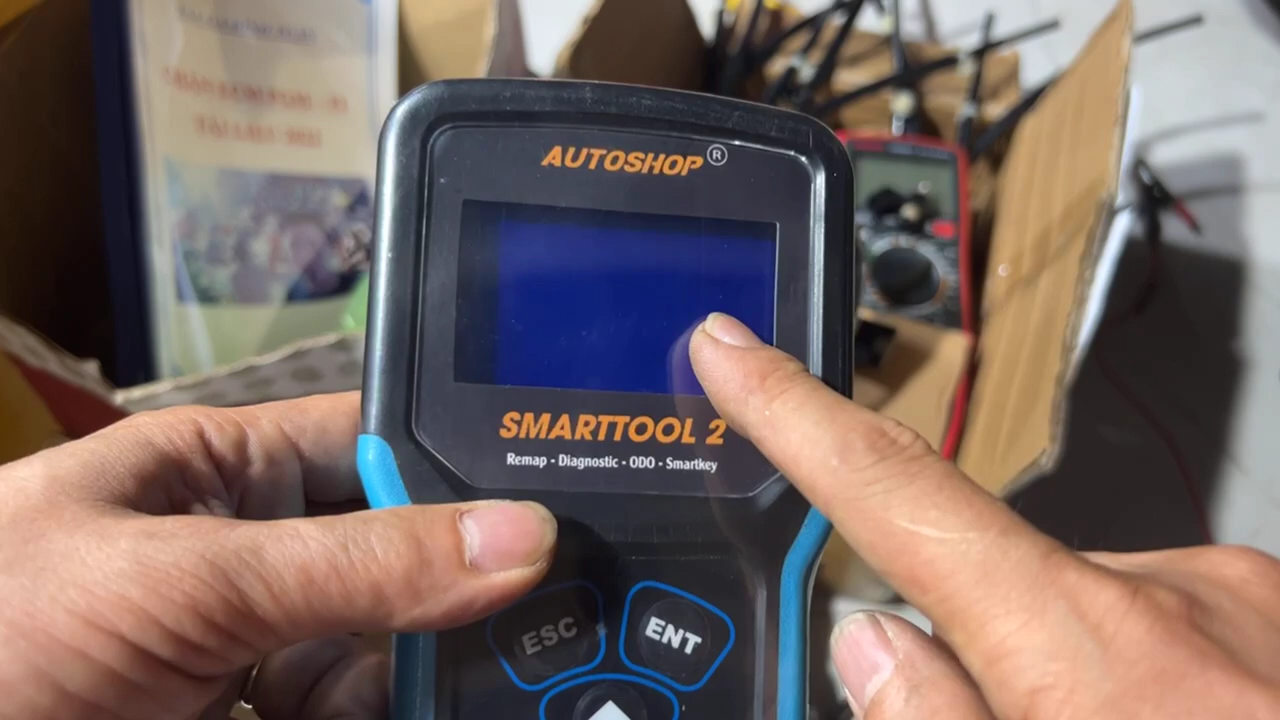 AUTOSHOP ®
SMARTTOOL 2
Remap - Diagnostic - ODO - Smartkey
ESC
ENT